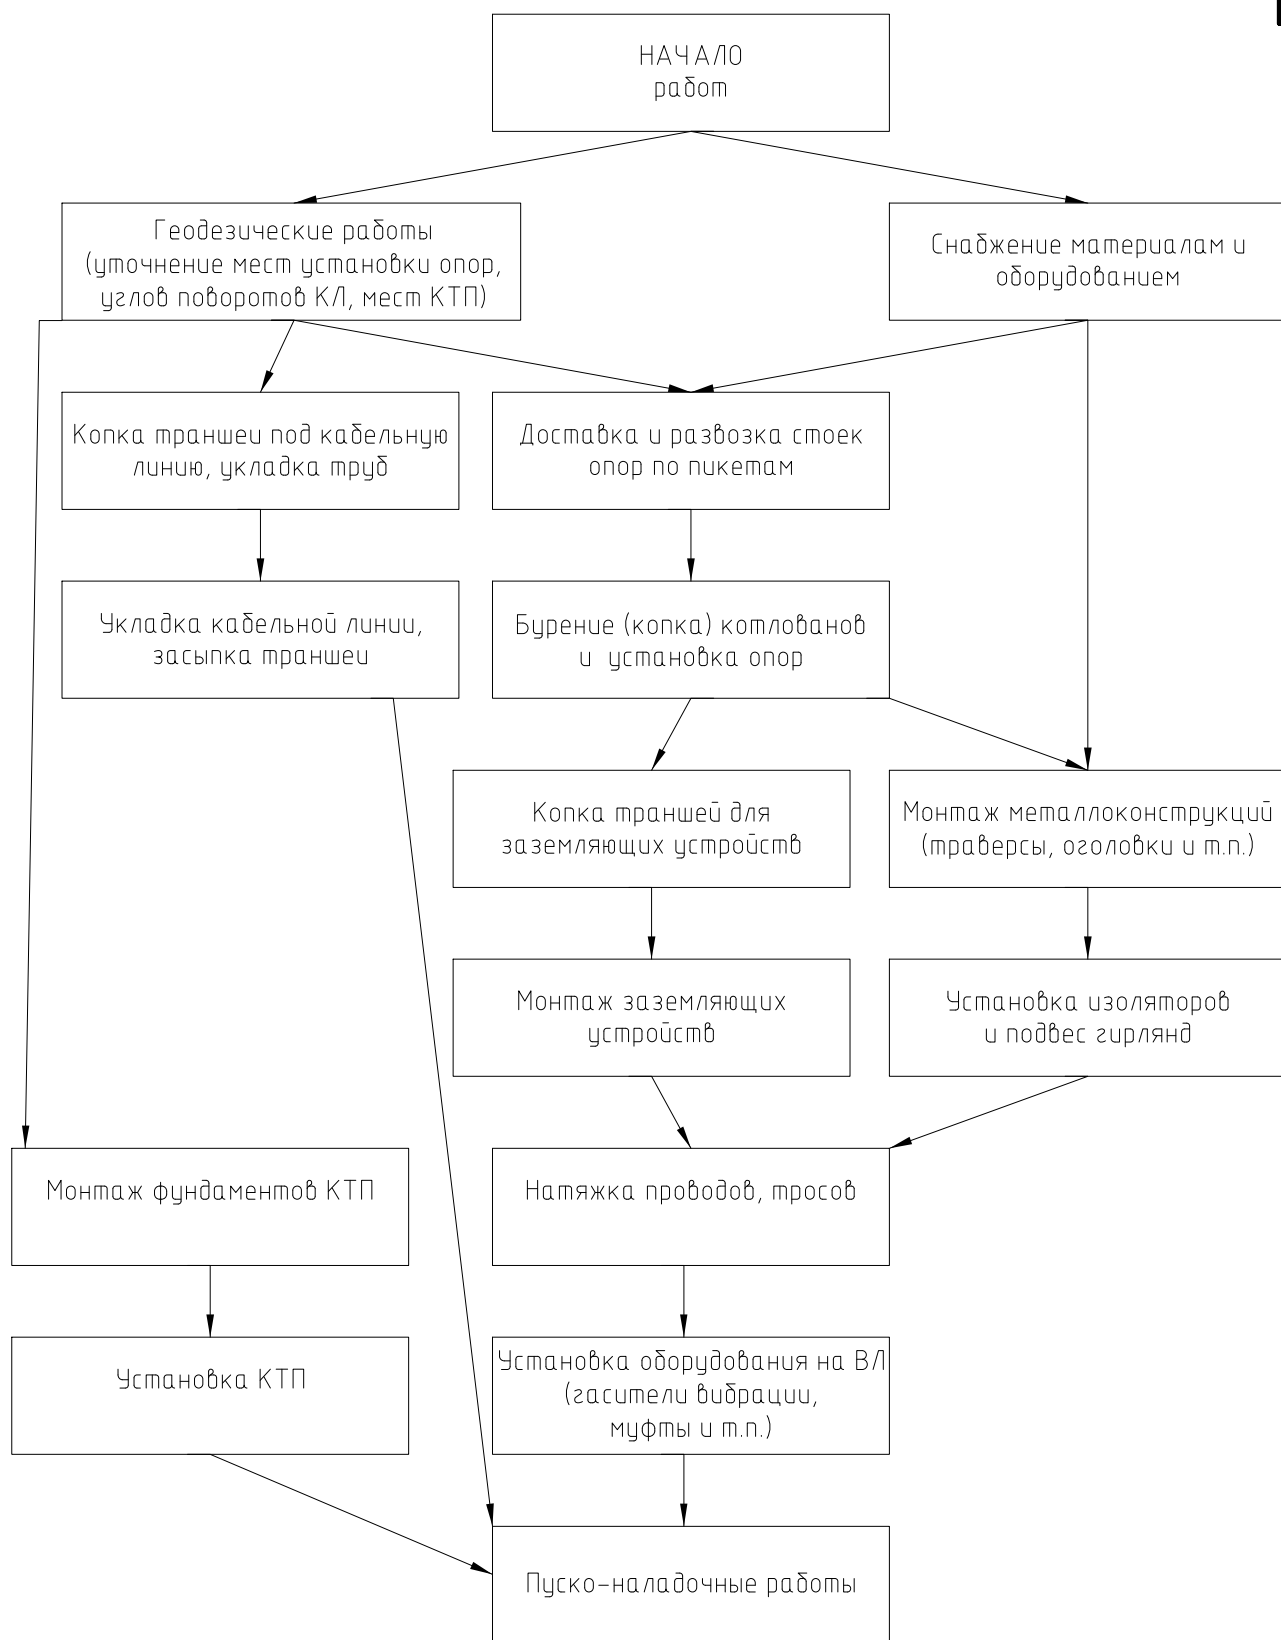 НАЧАЛО
работ
Геодезические работы
(уточнение мест установки опор,
углов поворотов КЛ, мест КТП)
Снабжение материалам и
оборудованием
Копка траншеи под кабельную
линию, укладка труб
Доставка и развозка стоек
опор по пикетам
Укладка кабельной линии,
засыпка траншеи
Бурение (копка) котлованов
и установка опор
Копка траншей для
заземляющих устройств
Монтаж металлоконструкций
(траверсы, оголовки и т.п.)
Монтаж заземляющих
устройств
Установка изоляторов
и подвес гирлянд
Монтаж фундаментов КТП
Натяжка проводов, тросов
Установка КТП
Установка оборудования на ВЛ
(гасители вибрации,
муфты и т.п.)
Пуско-наладочные работы